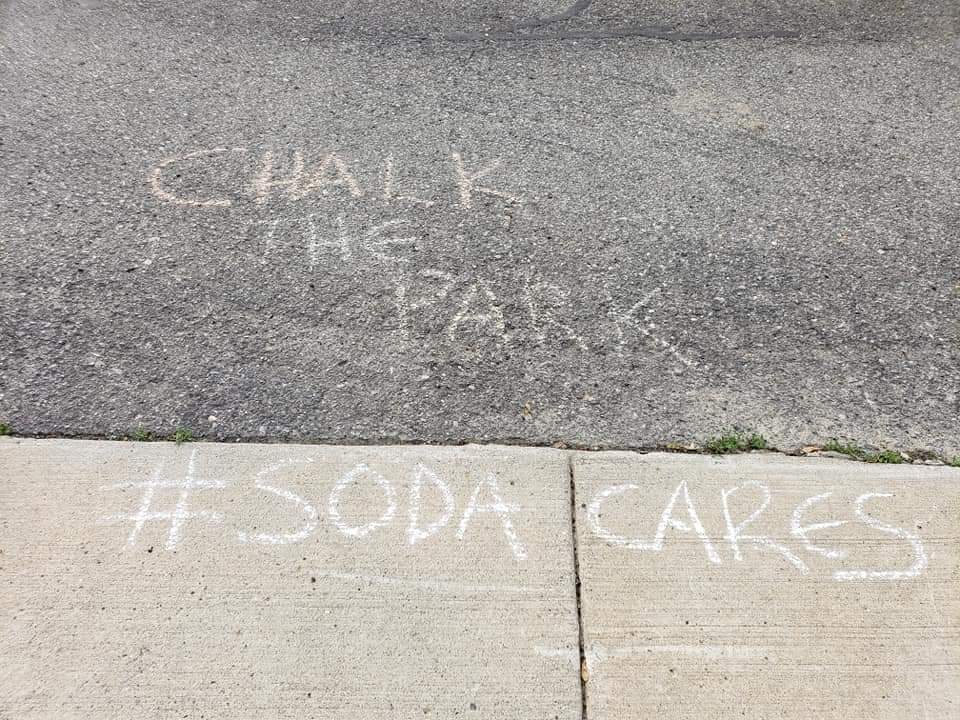 CHALK
THE
PARK
# SODA CARES